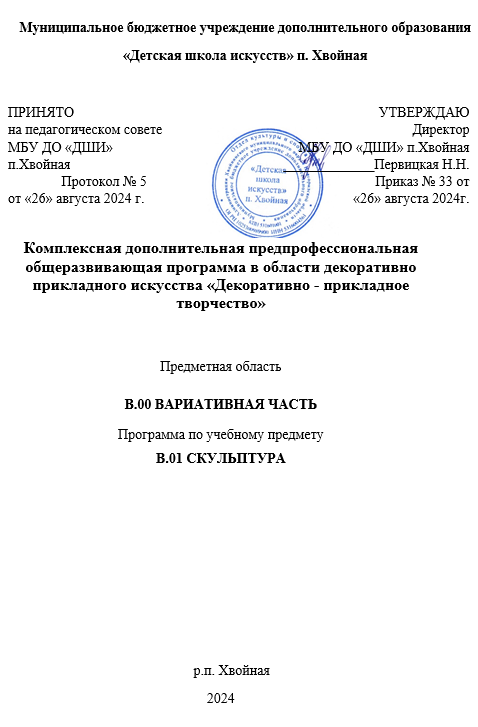 Муниципальное бюджетное учреждение дополнительного образования
«Детская школа искусств» п. Хвойная
ПРИНЯТО
на педагогическом совете
МБУ ДО «ДШИ»
п.Хвойная
Протокол № 5
от «26» августа 2024 г.
УТВЕРЖДАЮ
Директор
МБУ ДО «ДШИ» п.Хвойная
_____________Первицкая Н.Н.
Приказ № 33 от
«26» августа 2024г.
«Детская
школа
искусств»
п. Хвойная
Комплексная дополнительная предпрофессиональная
общеразвивающая программа в области декоративно
прикладного искусства «Декоративно - прикладное
творчество»
Предметная область
В.00 ВАРИАТИВНАЯ ЧАСТЬ
Программа по учебному предмету
В.01 СКУЛЬПТУРА
р.п. Хвойная
2024